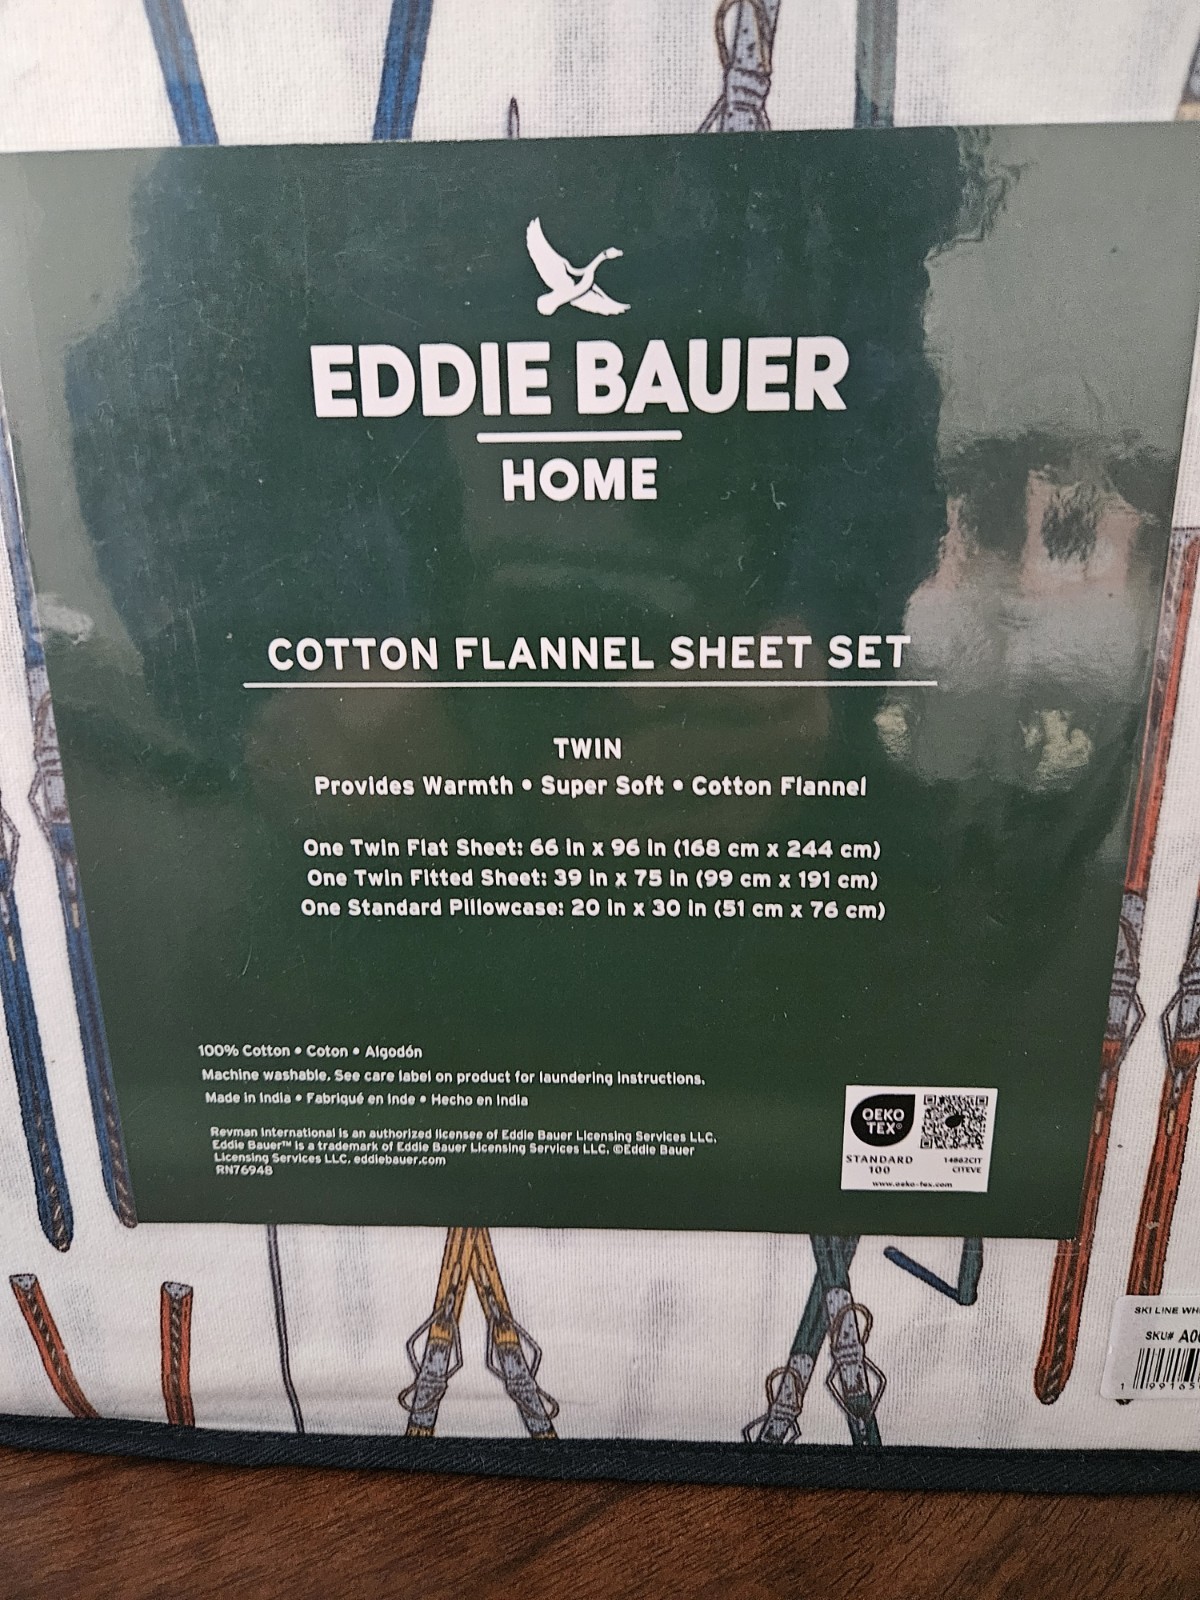 EDDIE BAUER
HOME
COTTON FLANNEL SHEET SET
TWIN
Provides Warmth • Super Soft • Cotton Flannel
One Twin Flat Sheet: 66 in x 96 in (168 cm x 244 cm)
One Twin Fitted Sheet: 39 in x 75 in (99 cm x 191 cm)
One Standard Pillowcase: 20 in x 30 in (51 cm x 76 cm)
100% Cotton • Coton • Algodón
Machine washable. See care label on product for laundering instructions.
Made in India • Fabriqué en Inde • Hecho en India
Revman International is an authorized licensee of Eddie Bauer Licensing Services LLC.
Eddie Bauer™ is a trademark of Eddie Bauer Licensing Services LLC. ©Eddie Bauer
Licensing Services LLC. eddiebauer.com
RN76948
OEKO
TEX®
STANDARD
100
14862CIT
CITEVE
www.oeko-tex.com
SKI LINE
SKU#